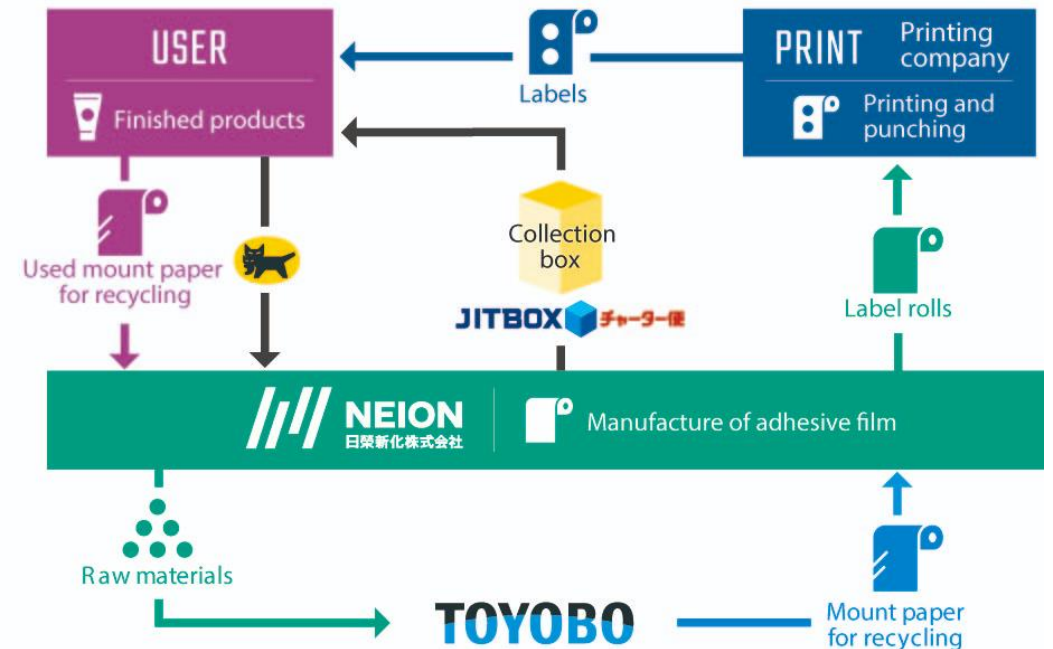 USER
Finished products
Labels
PRINT
Printing
company
Printing and
punching
Used mount paper
for recycling
Collection
box
JITBOX チャーター便
Label rolls
NEION
日榮新化株式会社
Manufacture of adhesive film
Raw materials
TOYOBO
Mount paper
for recycling